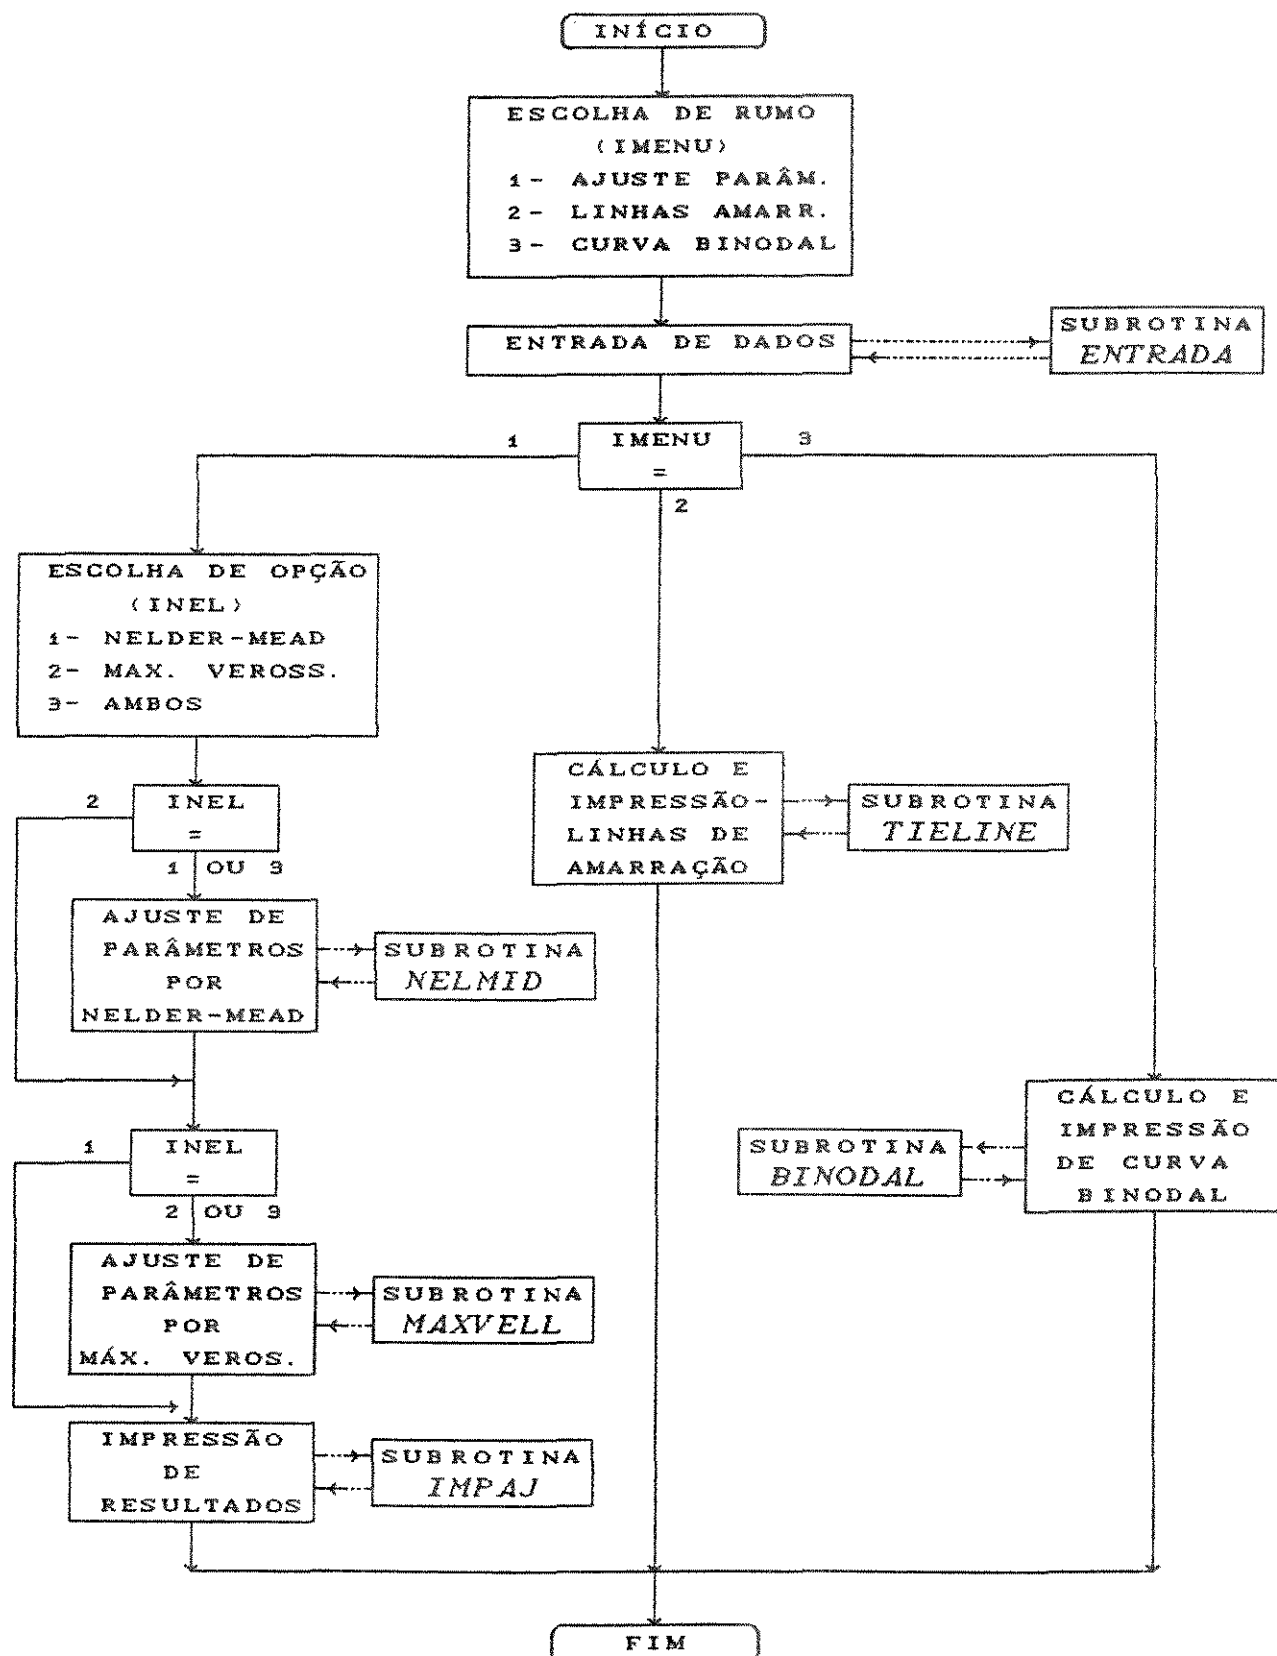 INÍCIO
ESCOLHA DE RUMO
(IMENU)
1- AJUSTE PARÂM.
2- LINHAS AMARR.
3- CURVA BINODAL
ENTRADA DE DADOS
SUBROTINA
ENTRADA
1
IMENU
=
3
2
ESCOLHA DE OPÇÃO
(INEL)
1- NELDER-MEAD
2- MAX. VEROSS.
3- AMBOS
2
INEL
=
1 OU 3
CÁLCULO E
IMPRESSÃO-
LINHAS DE
AMARRAÇÃO
SUBROTINA
TIELINE
AJUSTE DE
PARÂMETROS
POR
NELDER-MEAD
SUBROTINA
NELMID
1
INEL
=
2 OU 3
SUBROTINA
BINODAL
CÁLCULO E
IMPRESSÃO
DE CURVA
BINODAL
AJUSTE DE
PARÂMETROS
POR
MÁX. VEROS.
SUBROTINA
MAXVELL
IMPRESSÃO
DE
RESULTADOS
SUBROTINA
IMPAJ
FIM